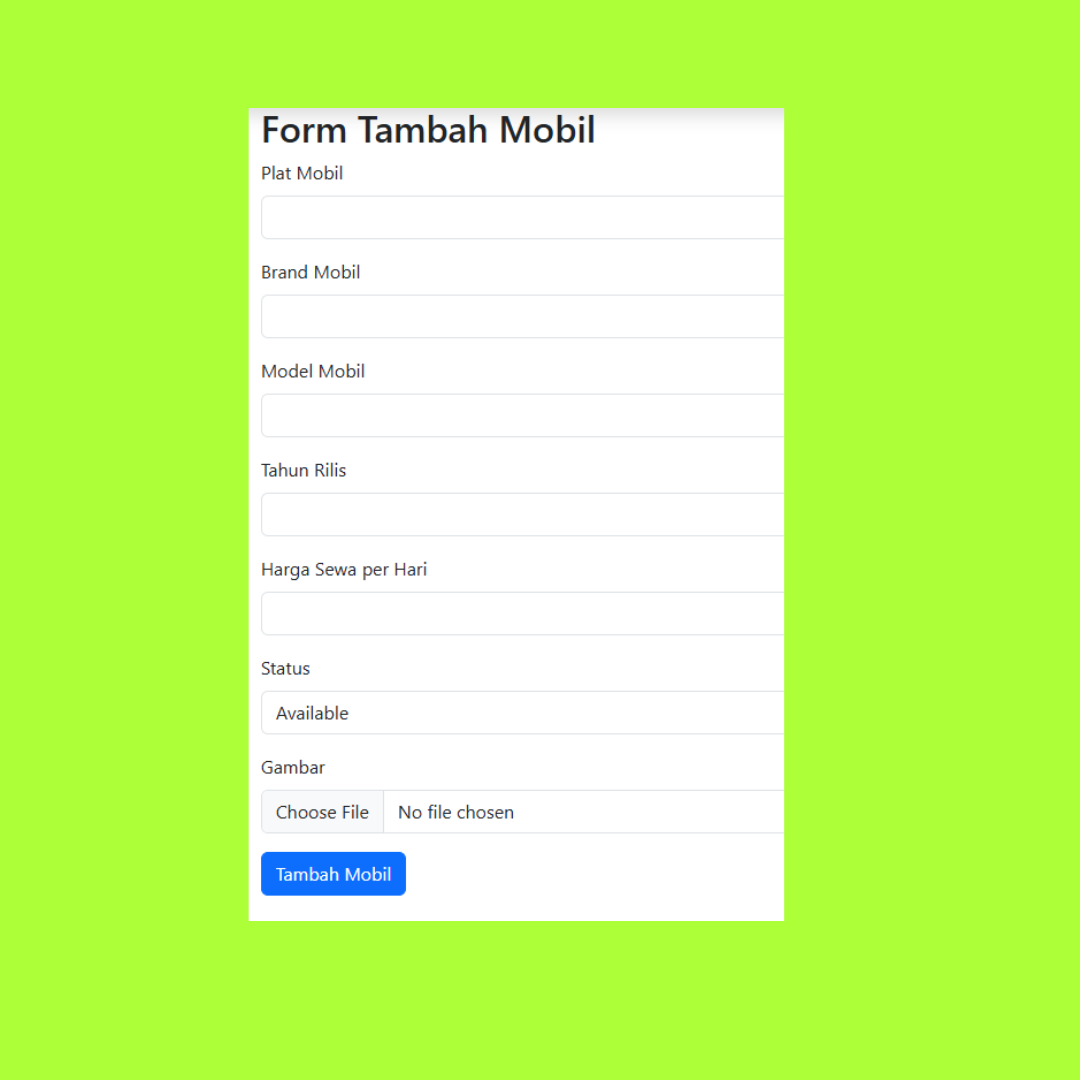 Form Tambah Mobil
Plat Mobil
Brand Mobil
Model Mobil
Tahun Rilis
Harga Sewa per Hari
Status
Available
Gambar
Choose File No file chosen
Tambah Mobil